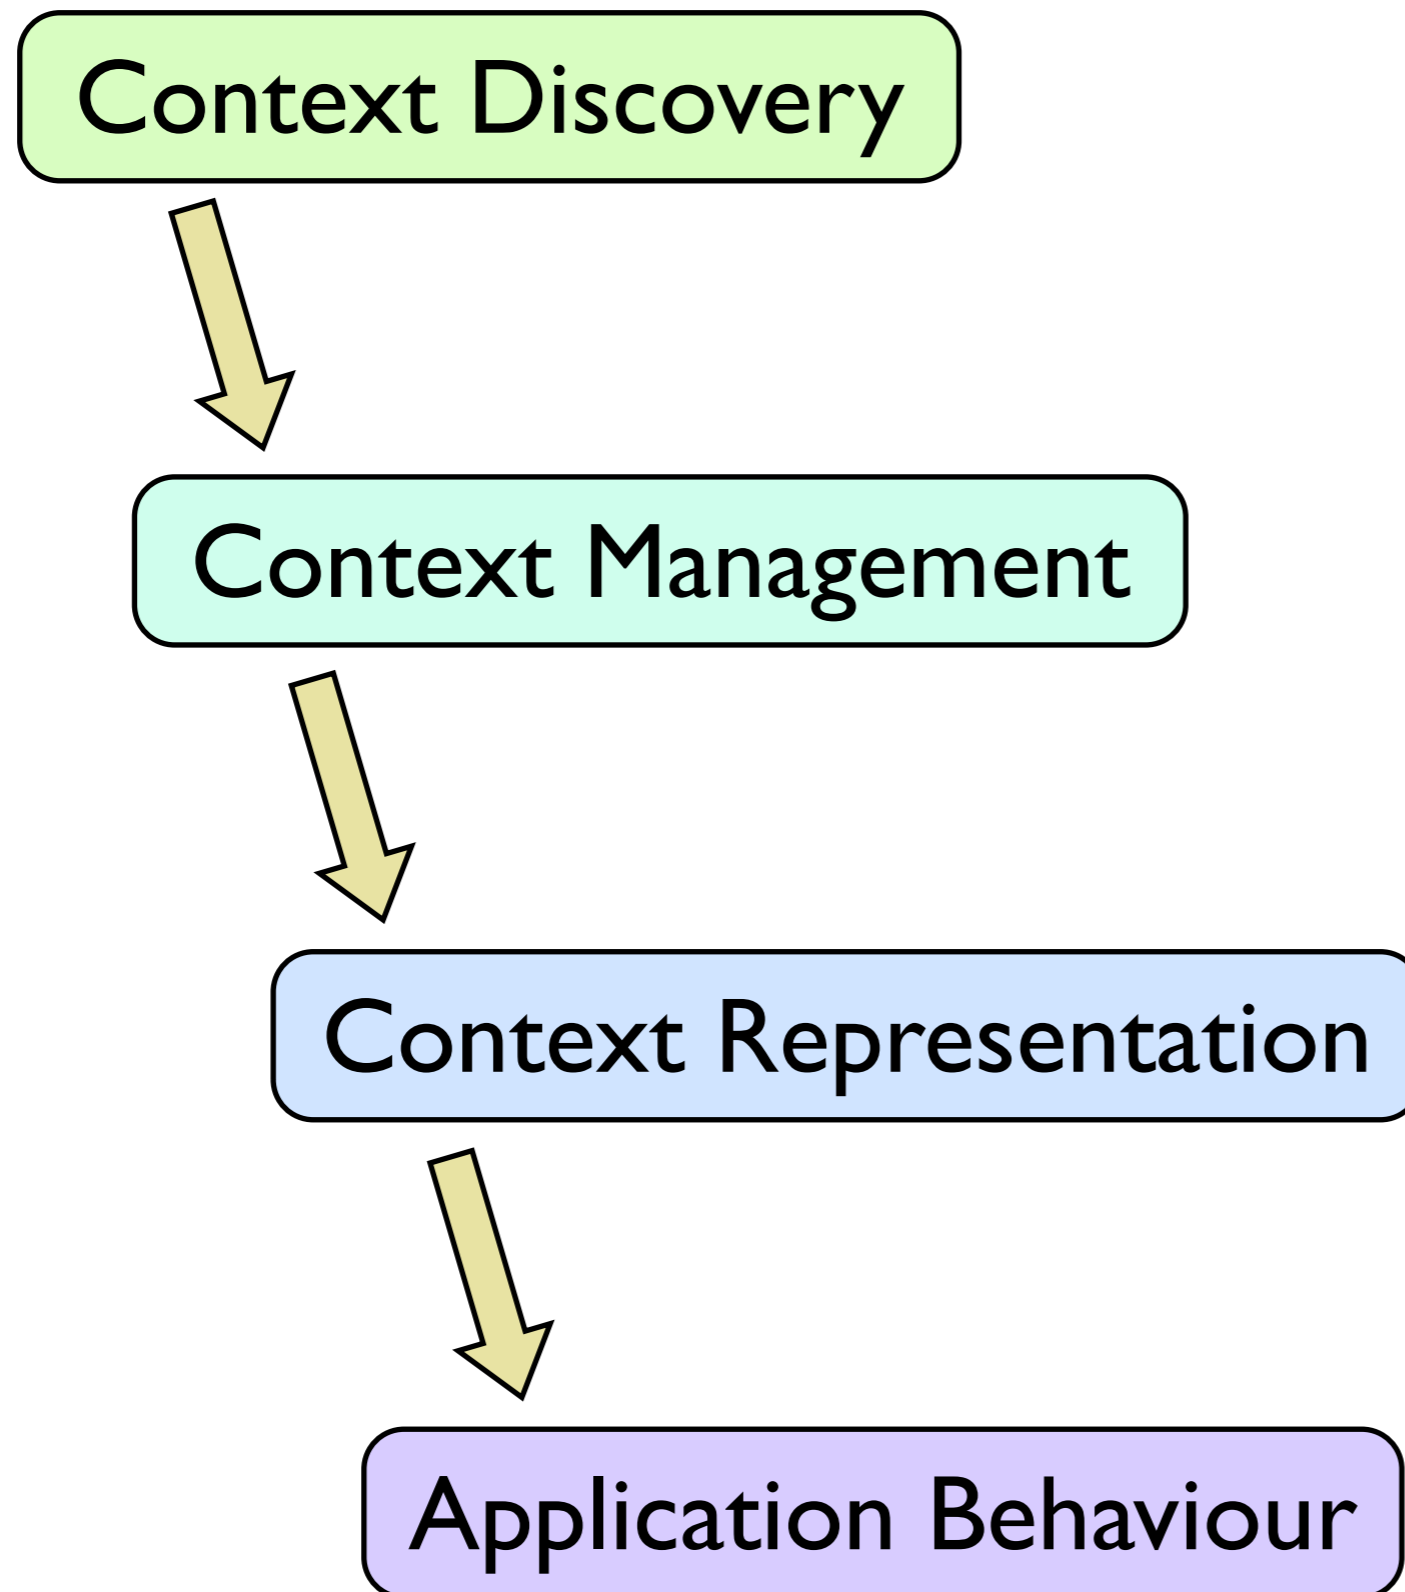 Context Discovery
Context Management
Context Representation
Application Behaviour